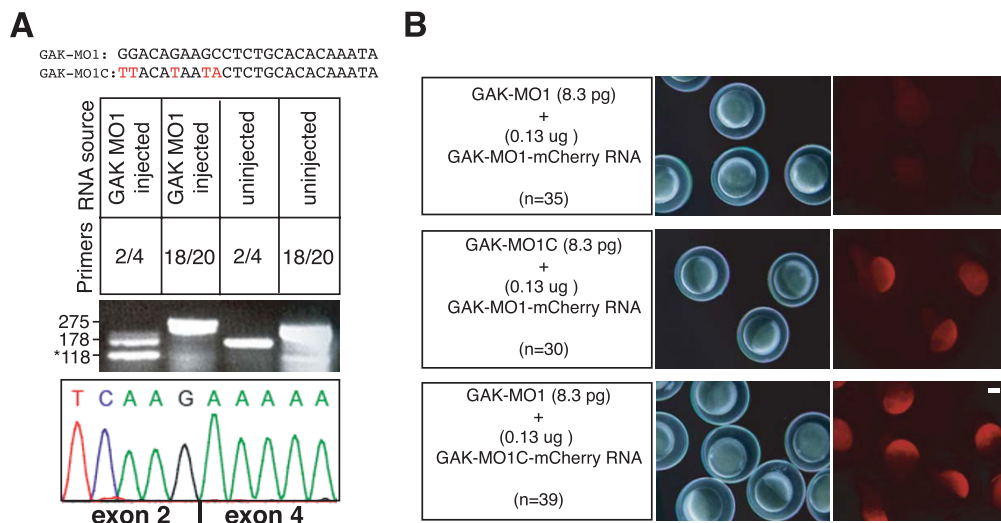 A
GAK-MO1: GGACAGAAGCCTCTGCACACAAATA
GAK-MO1C:TTACATAATACTCTGCACACAAATA
RNA source
GAK MO1 injected
GAK MO1 injected
uninjected
uninjected
Primers
2/4
18/20
2/4
18/20
275
178
*118
T C A A G A A A A A
exon 2
exon 4
B
GAK-MO1 (8.3 pg)
+
(0.13 ug )
GAK-MO1-mCherry RNA
(n=35)
GAK-MO1C (8.3 pg)
+
(0.13 ug )
GAK-MO1-mCherry RNA
(n=30)
GAK-MO1 (8.3 pg)
+
(0.13 ug )
GAK-MO1C-mCherry RNA
(n=39)